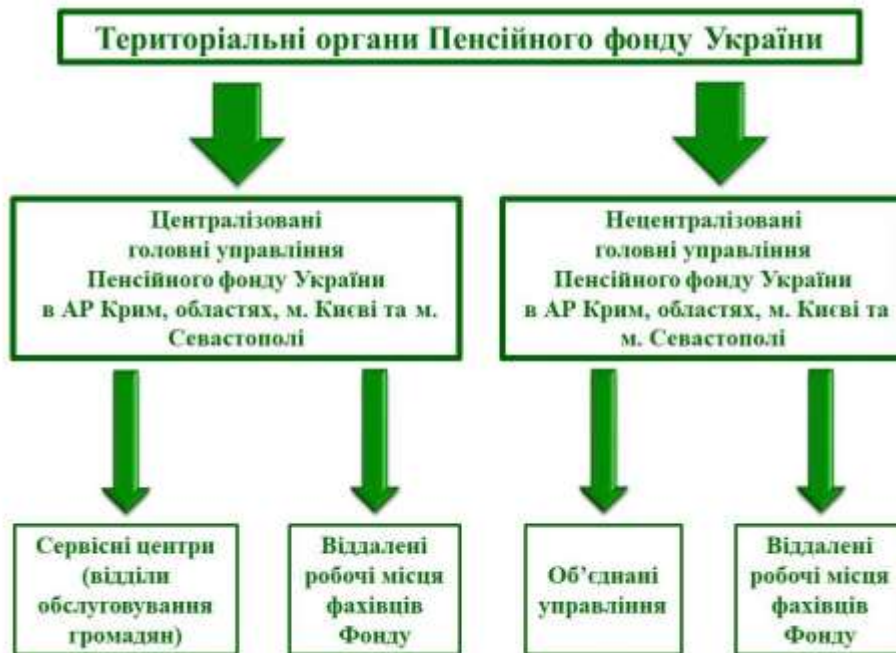 Територіальні органи Пенсійного фонду України
Централізовані
головні управління
Пенсійного фонду України
в АР Крим, областях, м. Києві та м.
Севастополі
Нецентралізовані
головні управління
Пенсійного фонду України
в АР Крим, областях, м. Києві та
м. Севастополі
Сервісні центри
(відділи
обслуговування
громадян)
Віддалені
робочі місця
фахівців
Фонду
Об’єднані
управління
Віддалені
робочі місця
фахівців
Фонду